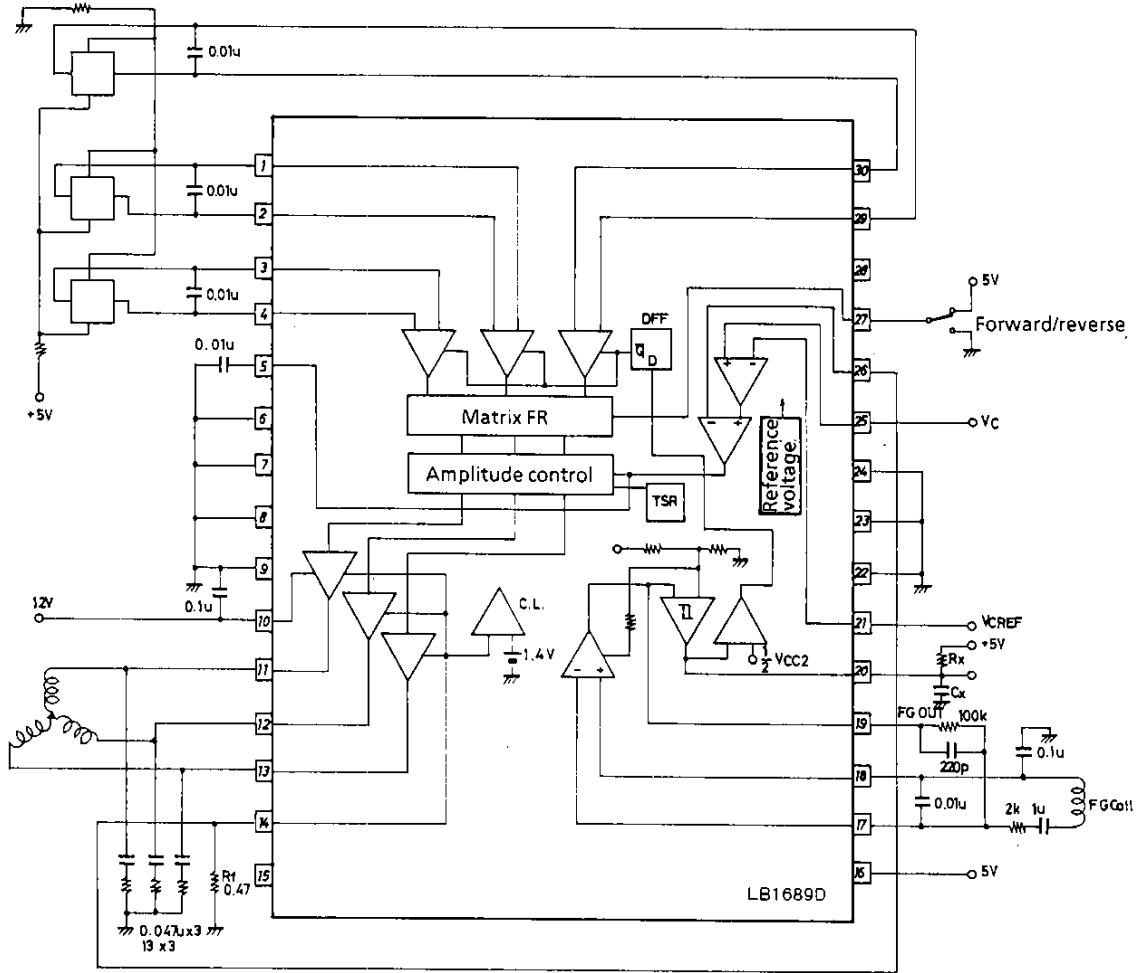 0.01u
1
30
0.01u
2
29
3
28
0.01u
5V
4
27
Forward/reverse
DFF
Q
D
0.01u
5
26
+5V
Matrix FR
6
25
VC
Reference
voltage
7
Amplitude control
24
TSR
8
23
9
22
0.1u
12V
10
C.L.
21
VCREF
+5V
1.4V
1/2 VCC2
Rx
11
20
Cx
12
19
FG OUT
100k
220p
0.1u
13
18
0.01u
FG Coil
14
17
2k
1u
15
Rf
0.47
16
5V
LB1689D
0.047u x3
13 x 3